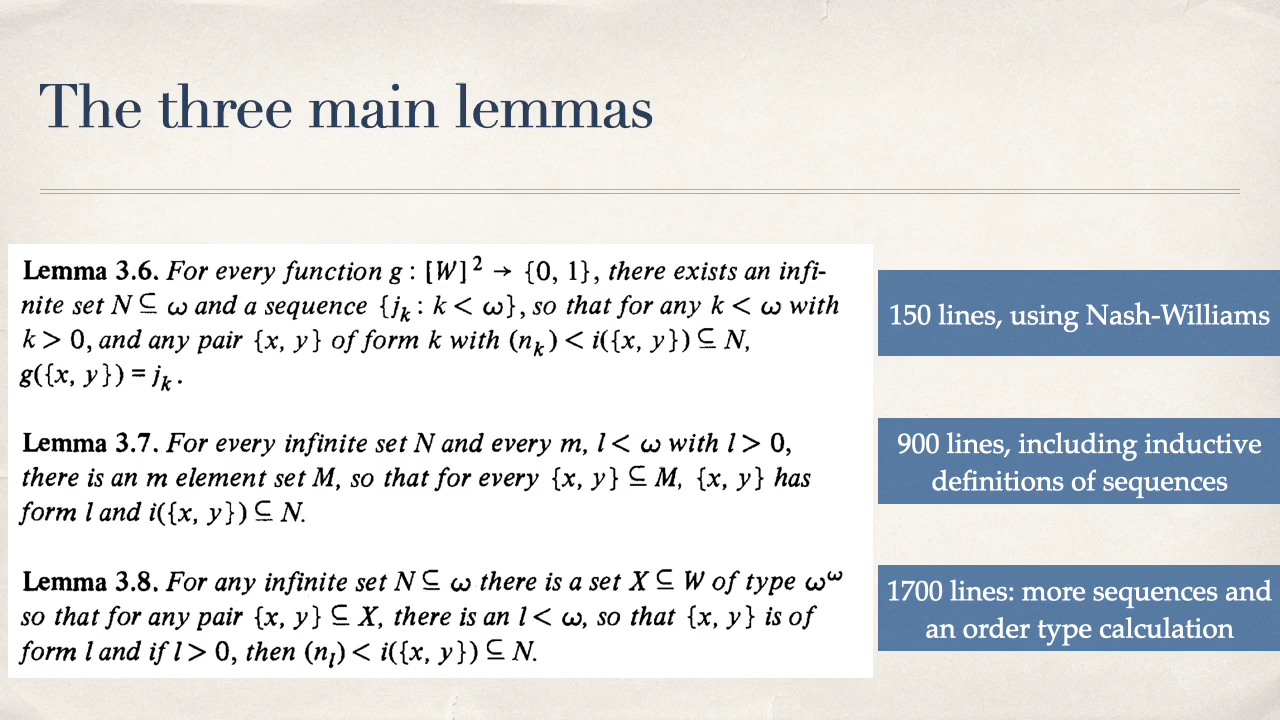 The three main lemmas
Lemma 3.6. For every function g : [W]² → {0, 1}, there exists an infi-
nite set N ⊆ ω and a sequence {jₖ : k < ω}, so that for any k < ω with
k > 0, and any pair {x, y} of form k with (nₖ) < i({x, y}) ⊆ N,
g({x, y}) = jₖ.
150 lines, using Nash-Williams
Lemma 3.7. For every infinite set N and every m, l < ω with l > 0,
there is an m element set M, so that for every {x, y} ⊆ M, {x, y} has
form l and i({x, y}) ⊆ N.
900 lines, including inductive
definitions of sequences
Lemma 3.8. For any infinite set N ⊆ ω there is a set X ⊆ W of type ω^ω
so that for any pair {x, y} ⊆ X, there is an l < ω, so that {x, y} is of
form l and if l > 0, then (nₗ) < i({x, y}) ⊆ N.
1700 lines: more sequences and
an order type calculation